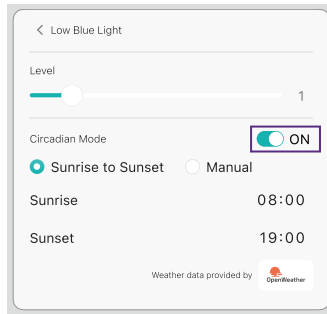 Low Blue Light
Level
1
Circadian Mode ON
Sunrise to Sunset Manual
Sunrise 08:00
Sunset 19:00
Weather data provided by OpenWeather